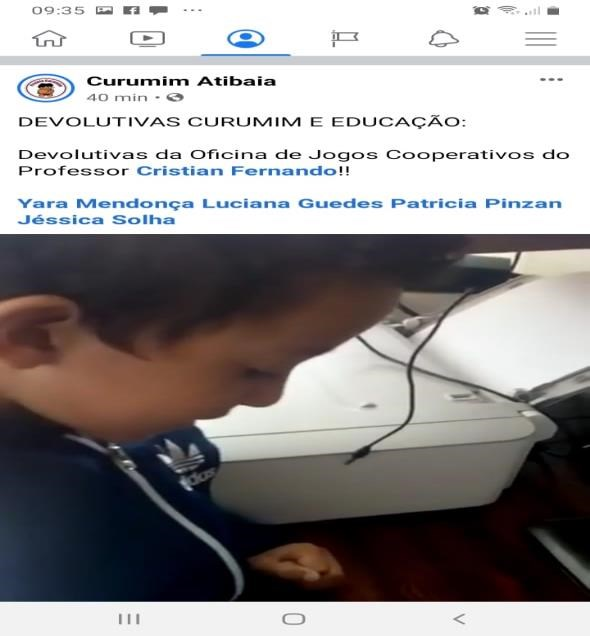 09:35
Curumim Atibaia
40 min
DEVOLUTIVAS CURUMIM E EDUCAÇÃO:
Devolutivas da Oficina de Jogos Cooperativos do
Professor Cristian Fernando!!
Yara Mendonça Luciana Guedes Patricia Pinzan
Jéssica Solha
adidas